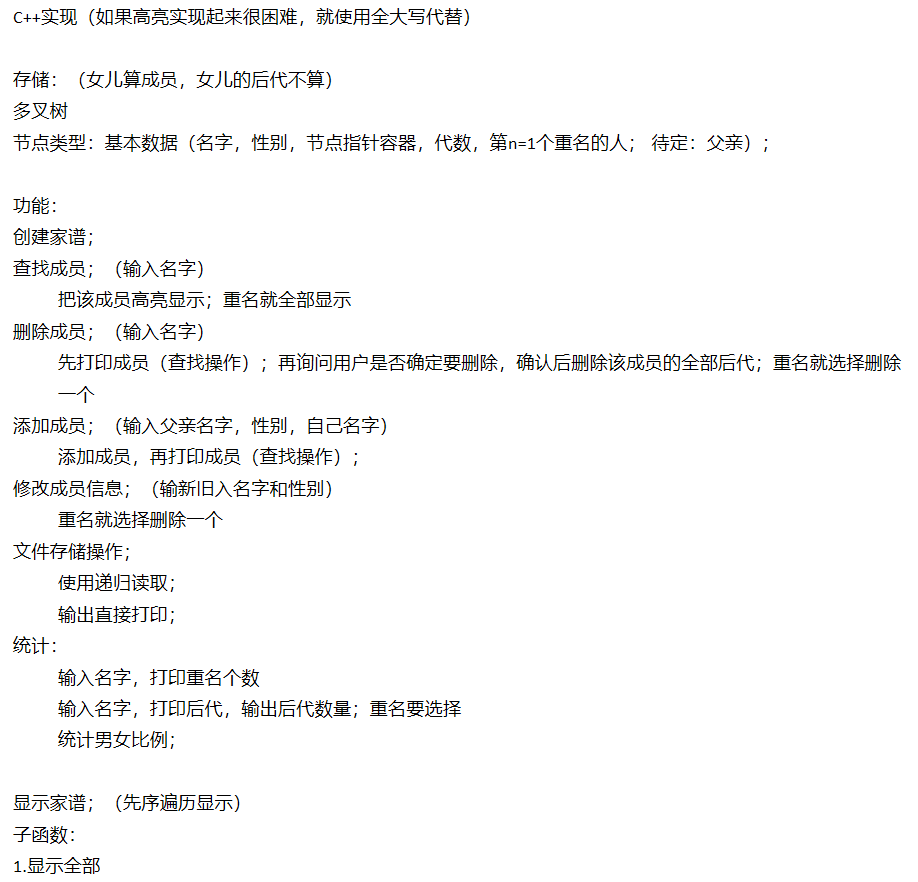 C++实现（如果高亮实现起来很困难，就使用全大写代替）
存储：（女儿算成员，女儿的后代不算）
多叉树
节点类型：基本数据（名字，性别，节点指针容器，代数，第n=1个重名的人； 待定：父亲）；
功能：
创建家谱；
查找成员；（输入名字）
把该成员高亮显示；重名就全部显示
删除成员；（输入名字）
先打印成员（查找操作）；再询问用户是否确定要删除，确认后删除该成员的全部后代；重名就选择删除
一个
添加成员；（输入父亲名字，性别，自己名字）
添加成员，再打印成员（查找操作）；
修改成员信息；（输新旧入名字和性别）
重名就选择删除一个
文件存储操作；
使用递归读取；
输出直接打印；
统计：
输入名字，打印重名个数
输入名字，打印后代，输出后代数量；重名要选择
统计男女比例；
显示家谱；（先序遍历显示）
子函数：
1.显示全部